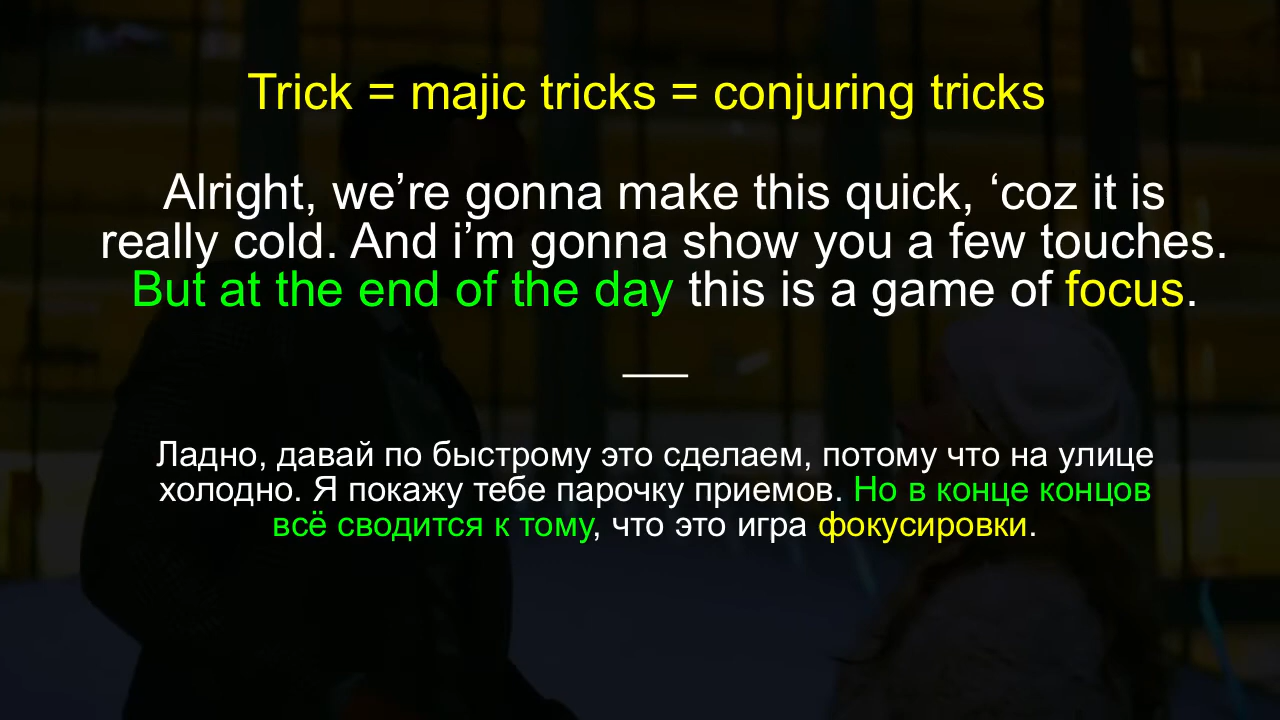 Trick = majic tricks = conjuring tricks
Alright, we’re gonna make this quick, ‘coz it is
really cold. And i’m gonna show you a few touches.
But at the end of the day this is a game of focus.
Ладно, давай по быстрому это сделаем, потому что на улице
холодно. Я покажу тебе парочку приемов. Но в конце концов
всё сводится к тому, что это игра фокусировки.